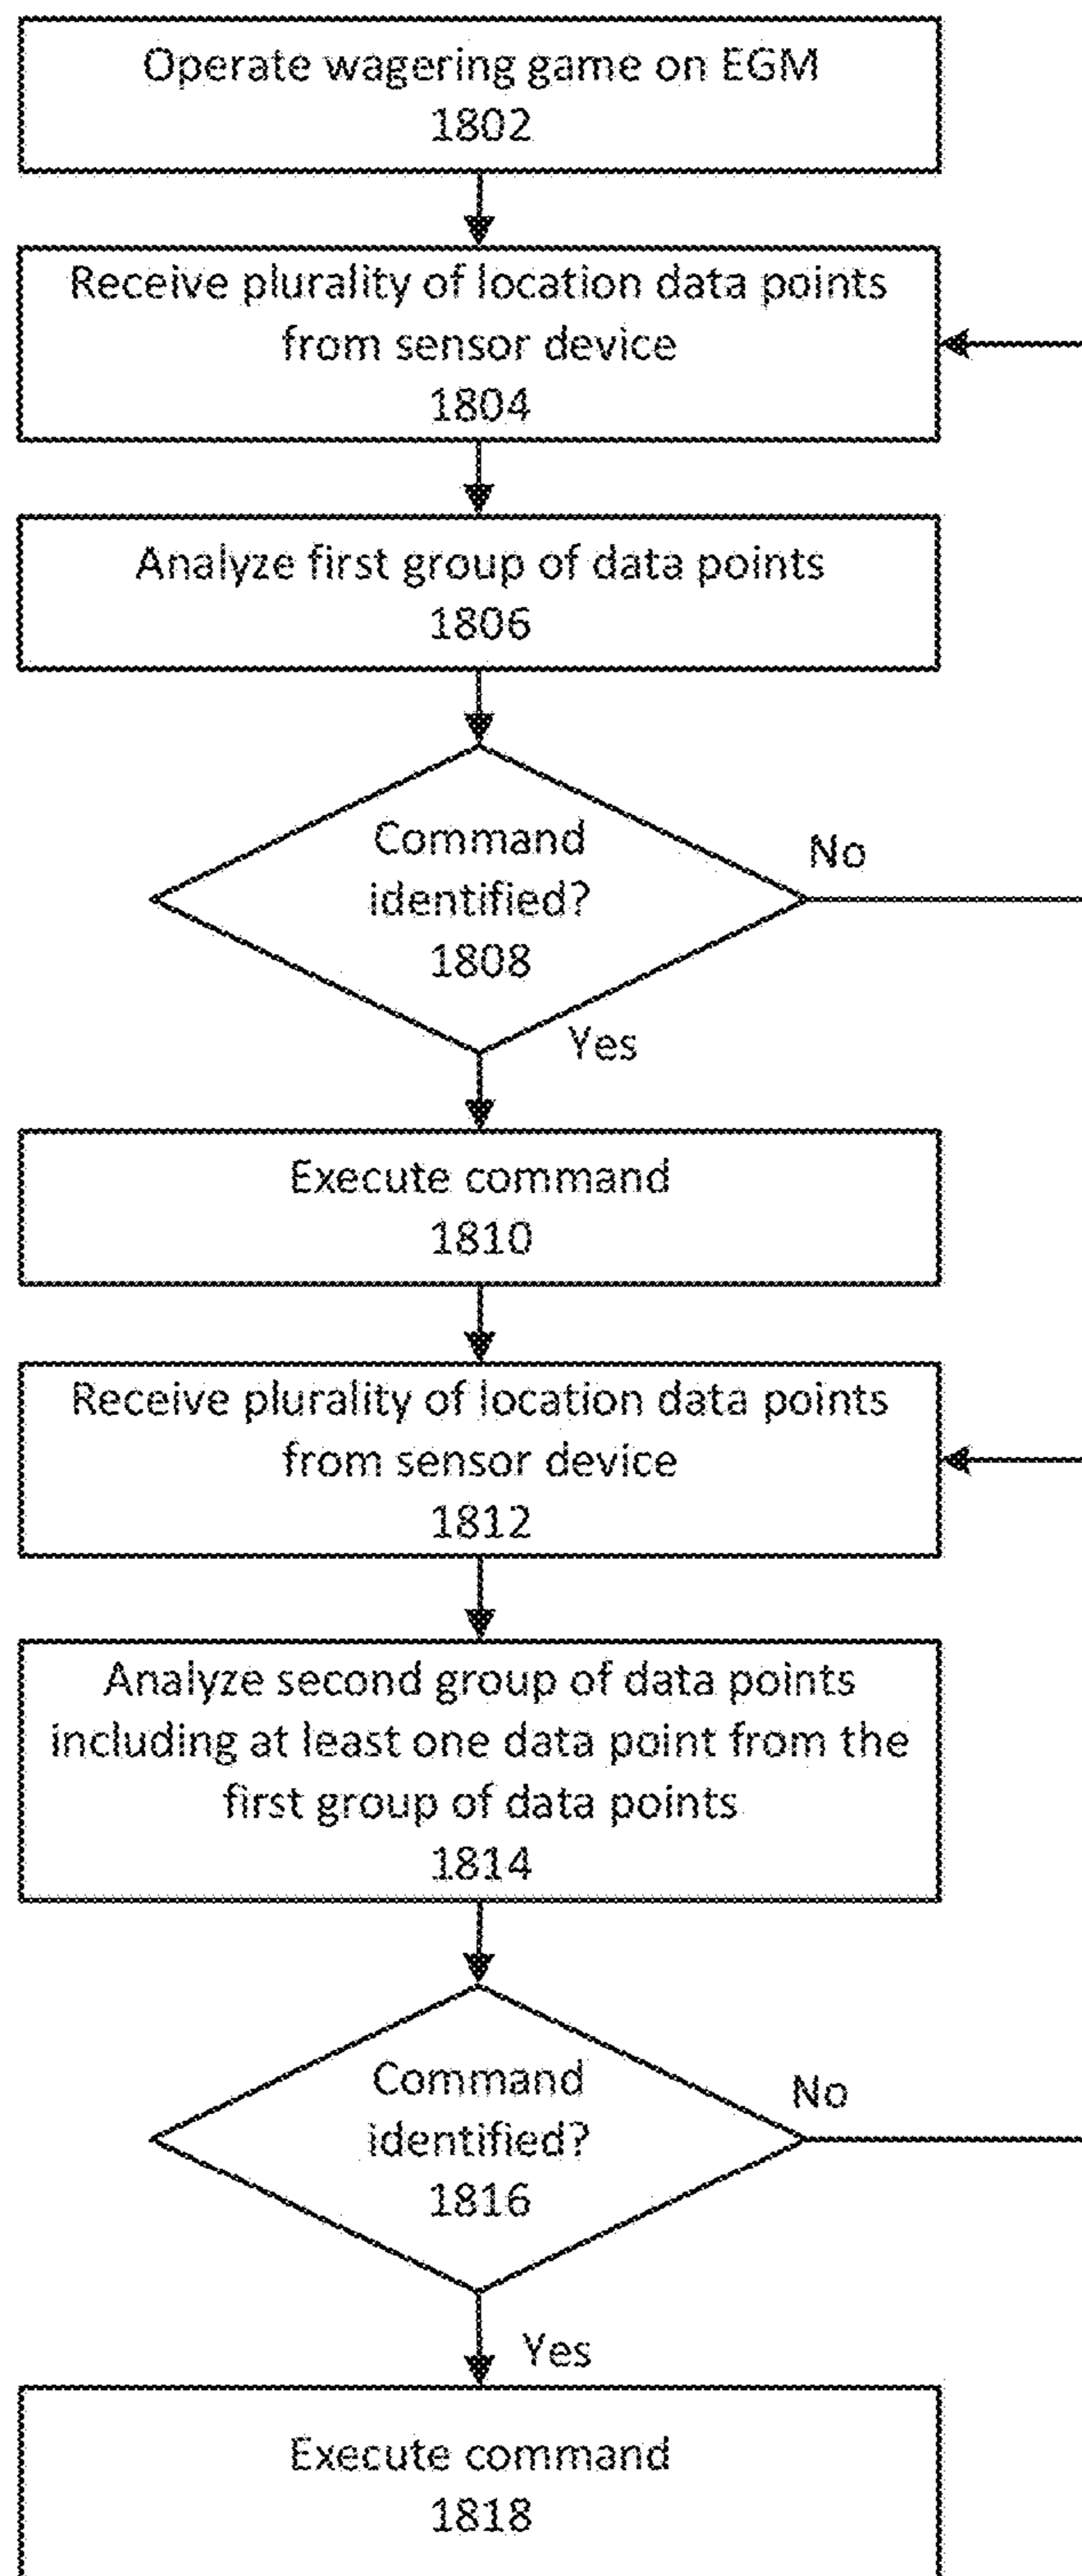 Operate wagering game on EGM
1802
Receive plurality of location data points
from sensor device
1804
Analyze first group of data points
1806
Command
identified?
1808
No
Yes
Execute command
1810
Receive plurality of location data points
from sensor device
1812
Analyze second group of data points
including at least one data point from the
first group of data points
1814
Command
identified?
1816
No
Yes
Execute command
1818